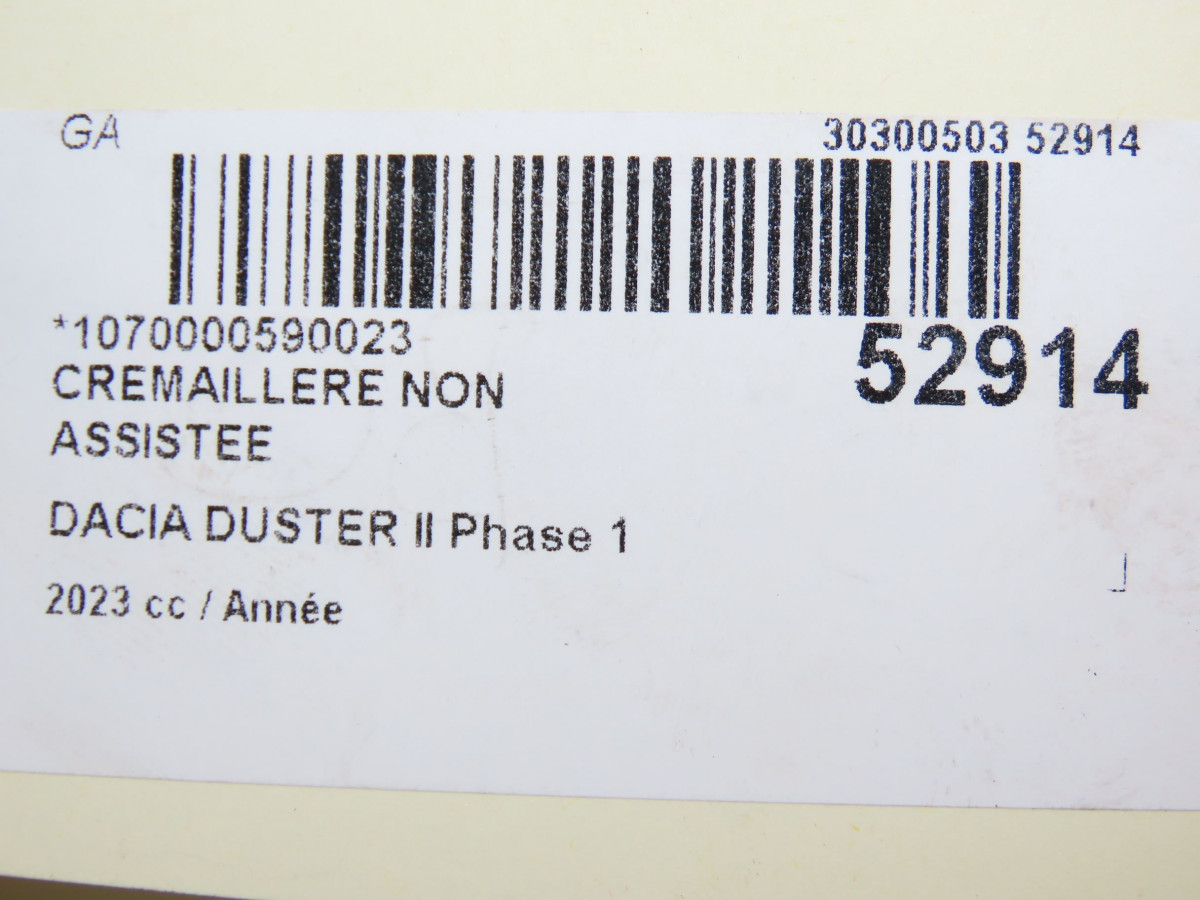 GA
30300503 52914
*1070000590023
52914
CREMAILLERE NON
ASSISTEE
DACIA DUSTER II Phase 1
2023 cc / Année